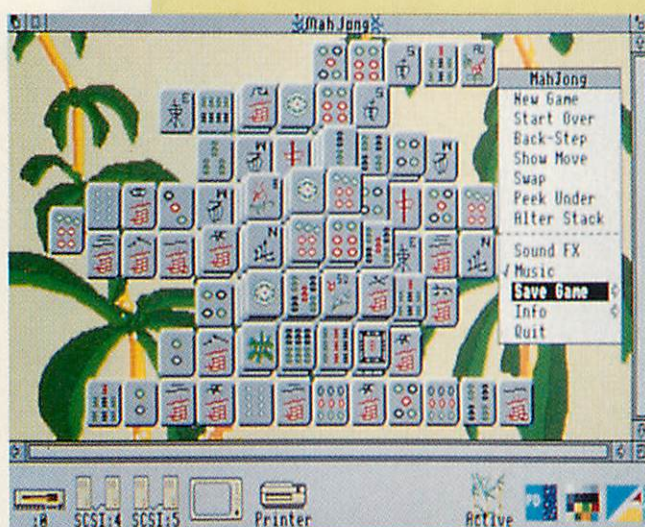 MahJong
MahJong
New Game
Start Over
Back-Step
Show Move
Swap
Peek Under
Alter Stack
Sound FX
√ Music
Save Game
Info
Quit
:0
SCSI:4
SCSI:5
Printer
Active